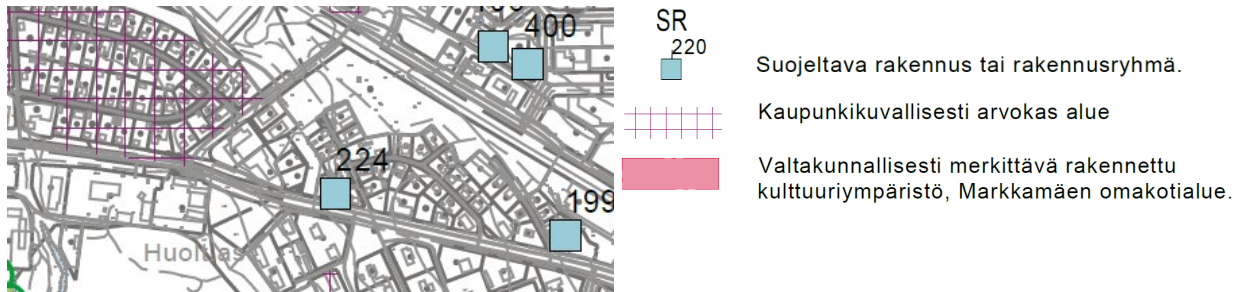 400
224
199
SR
220
Suojeltava rakennus tai rakennusryhmä.
Kaupunkikuvallisesti arvokas alue
Valtakunnallisesti merkittävä rakennettu
kulttuuriympäristö, Markkamäen omakotialue.